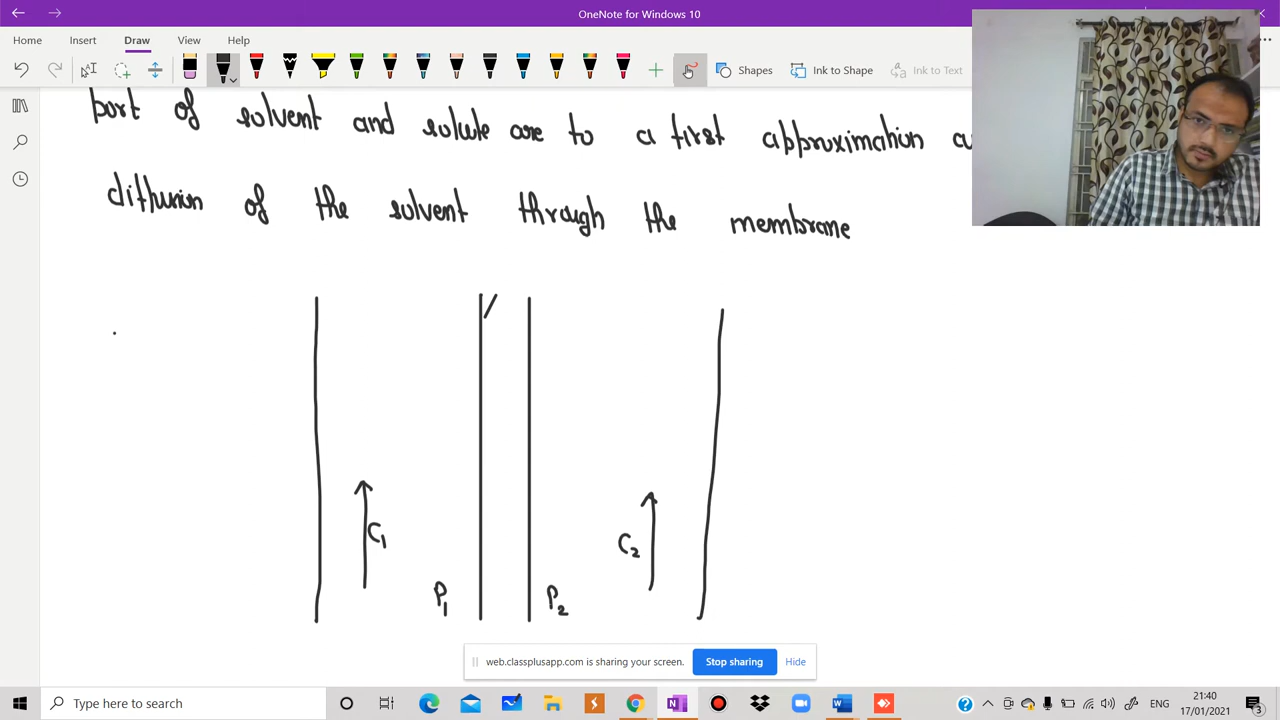 OneNote for Windows 10
Home Insert Draw View Help
Shapes Ink to Shape Ink to Text
port of solvent and solute are to a first approximation
diffusion of the solvent through the membrane
C1
C2
P1 P2
web.classplusapp.com is sharing your screen. Stop sharing Hide
Type here to search
ENG
21:40
17/01/2021
3